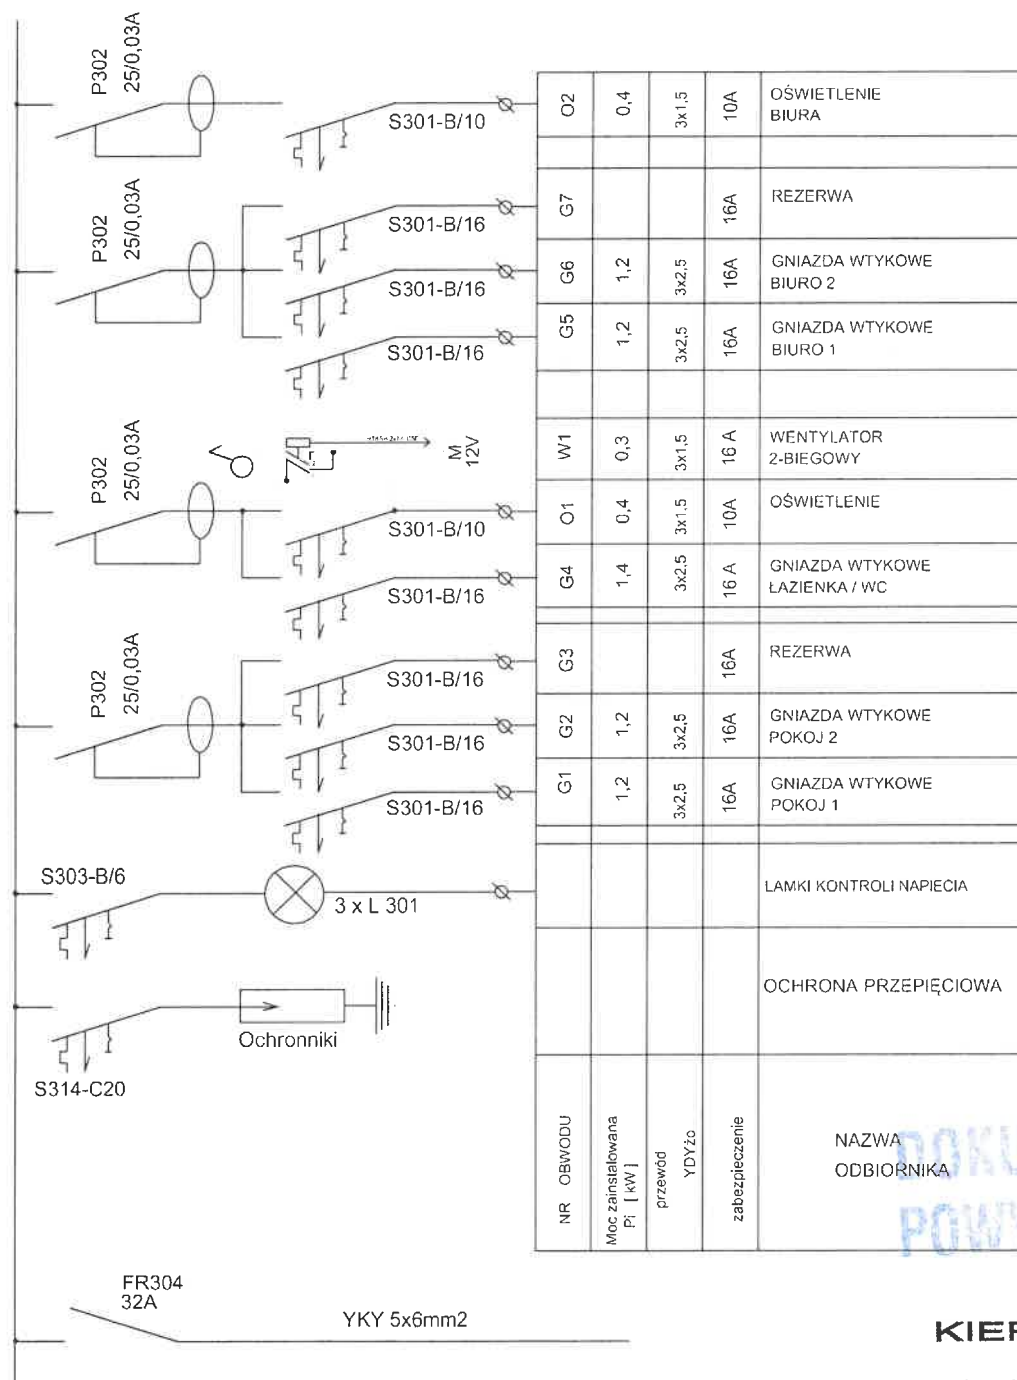 P302
25/0,03A
S301-B/10
O2
0,4
3x1,5
10A
OŚWIETLENIE
BIURA
P302
25/0,03A
S301-B/16
G7
16A
REZERWA
S301-B/16
G6
1,2
3x2,5
16A
GNIAZDA WTYKOWE
BIURO 2
S301-B/16
G5
1,2
3x2,5
16A
GNIAZDA WTYKOWE
BIURO 1
P302
25/0,03A
M
12V
W1
0,3
3x1,5
16 A
WENTYLATOR
2-BIEGOWY
S301-B/10
O1
0,4
3x1,5
10A
OŚWIETLENIE
S301-B/16
G4
1,4
3x2,5
16 A
GNIAZDA WTYKOWE
ŁAZIENKA / WC
P302
25/0,03A
S301-B/16
G3
16A
REZERWA
S301-B/16
G2
1,2
3x2,5
16A
GNIAZDA WTYKOWE
POKOJ 2
S301-B/16
G1
1,2
3x2,5
16A
GNIAZDA WTYKOWE
POKOJ 1
S303-B/6
3 x L 301
LAMKI KONTROLI NAPIECIA
Ochronniki
S314-C20
OCHRONA PRZEPIĘCIOWA
NR OBWODU
Moc zainstalowana
Pi [ kW ]
przewód
YDYżo
zabezpieczenie
NAZWA
ODBIORNIKA
DOKU
POW
FR304
32A
YKY 5x6mm2
KIER